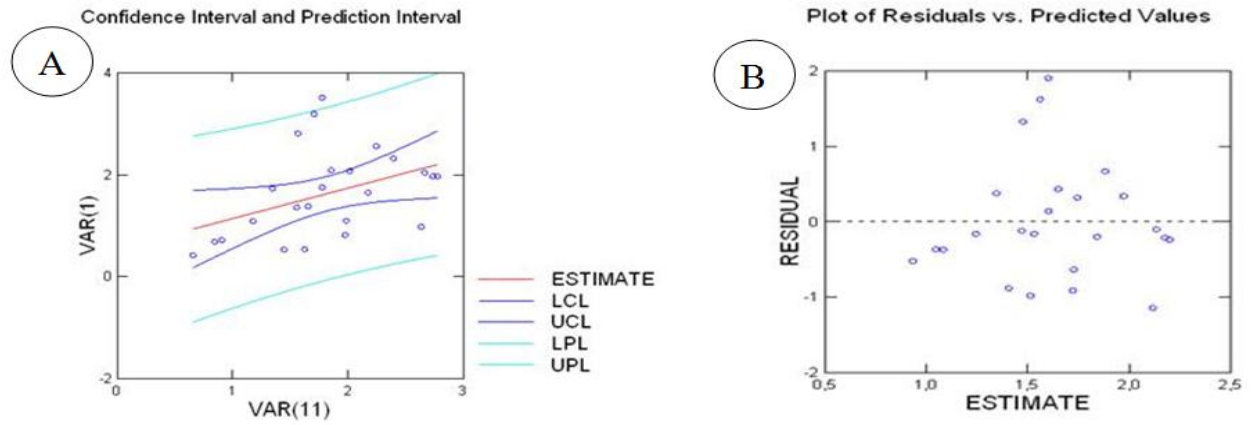 Confidence Interval and Prediction Interval
A
4
3
2
1
0
-2
0
1
2
3
VAR(1)
VAR(11)
ESTIMATE
LCL
UCL
LPL
UPL
Plot of Residuals vs. Predicted Values
B
2
1
0
-1
-2
0,5
1,0
1,5
2,0
2,5
RESIDUAL
ESTIMATE